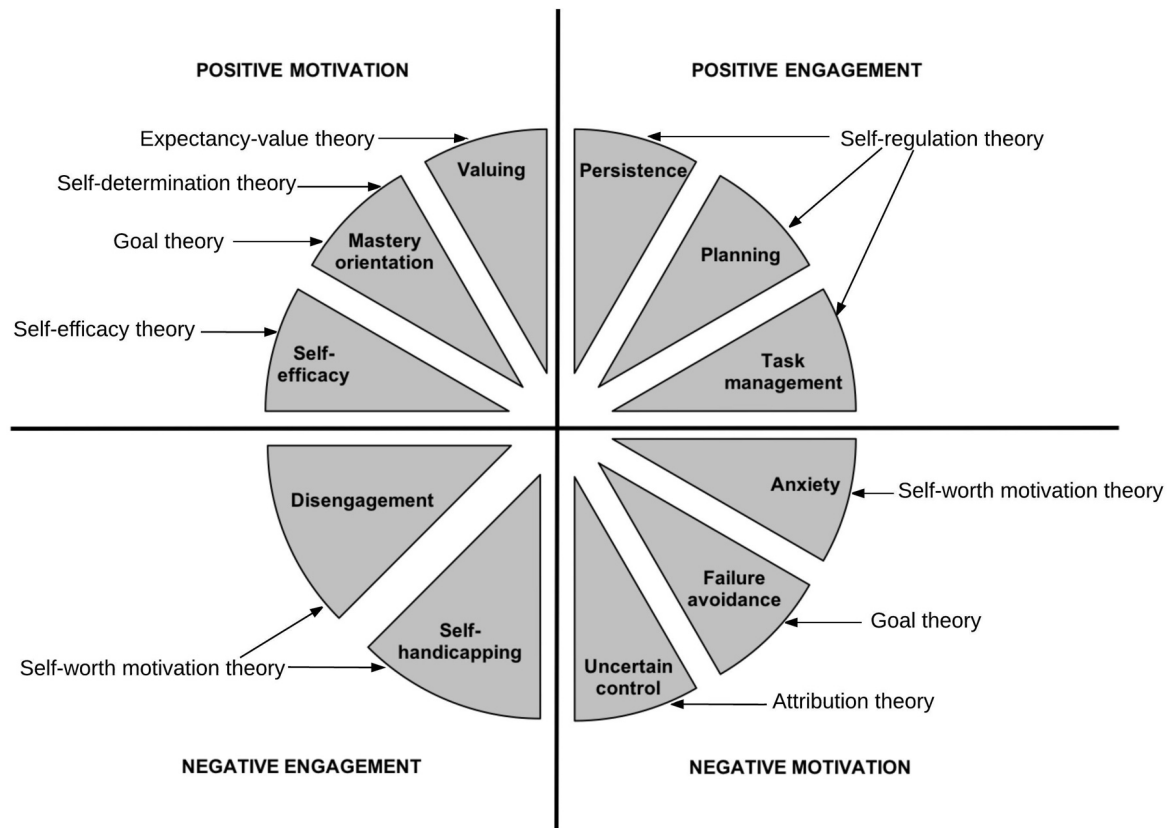 POSITIVE MOTIVATION
POSITIVE ENGAGEMENT
Expectancy-value theory
Self-determination theory
Goal theory
Self-efficacy theory
Valuing
Mastery
orientation
Self-
efficacy
Persistence
Planning
Task
management
Self-regulation theory
Disengagement
Self-
handicapping
Self-worth motivation theory
NEGATIVE ENGAGEMENT
Anxiety
Failure
avoidance
Uncertain
control
Self-worth motivation theory
Goal theory
Attribution theory
NEGATIVE MOTIVATION